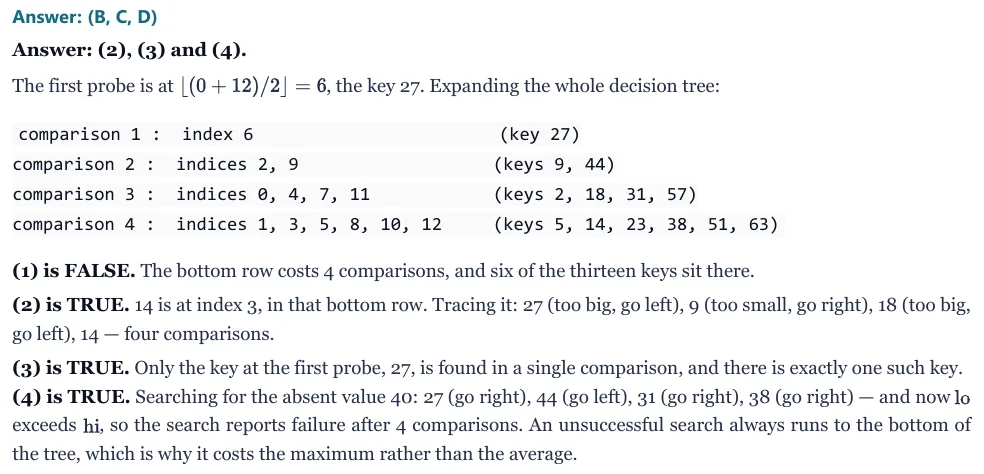 Answer: (B, C, D)
Answer: (2), (3) and (4).
The first probe is at ⌊(0 + 12)/2⌋ = 6, the key 27. Expanding the whole decision tree:
comparison 1 :  index 6                       (key 27)
comparison 2 :  indices 2, 9                  (keys 9, 44)
comparison 3 :  indices 0, 4, 7, 11           (keys 2, 18, 31, 57)
comparison 4 :  indices 1, 3, 5, 8, 10, 12    (keys 5, 14, 23, 38, 51, 63)
(1) is FALSE. The bottom row costs 4 comparisons, and six of the thirteen keys sit there.
(2) is TRUE. 14 is at index 3, in that bottom row. Tracing it: 27 (too big, go left), 9 (too small, go right), 18 (too big,
go left), 14 — four comparisons.
(3) is TRUE. Only the key at the first probe, 27, is found in a single comparison, and there is exactly one such key.
(4) is TRUE. Searching for the absent value 40: 27 (go right), 44 (go left), 31 (go right), 38 (go right) — and now lo
exceeds hi, so the search reports failure after 4 comparisons. An unsuccessful search always runs to the bottom of
the tree, which is why it costs the maximum rather than the average.